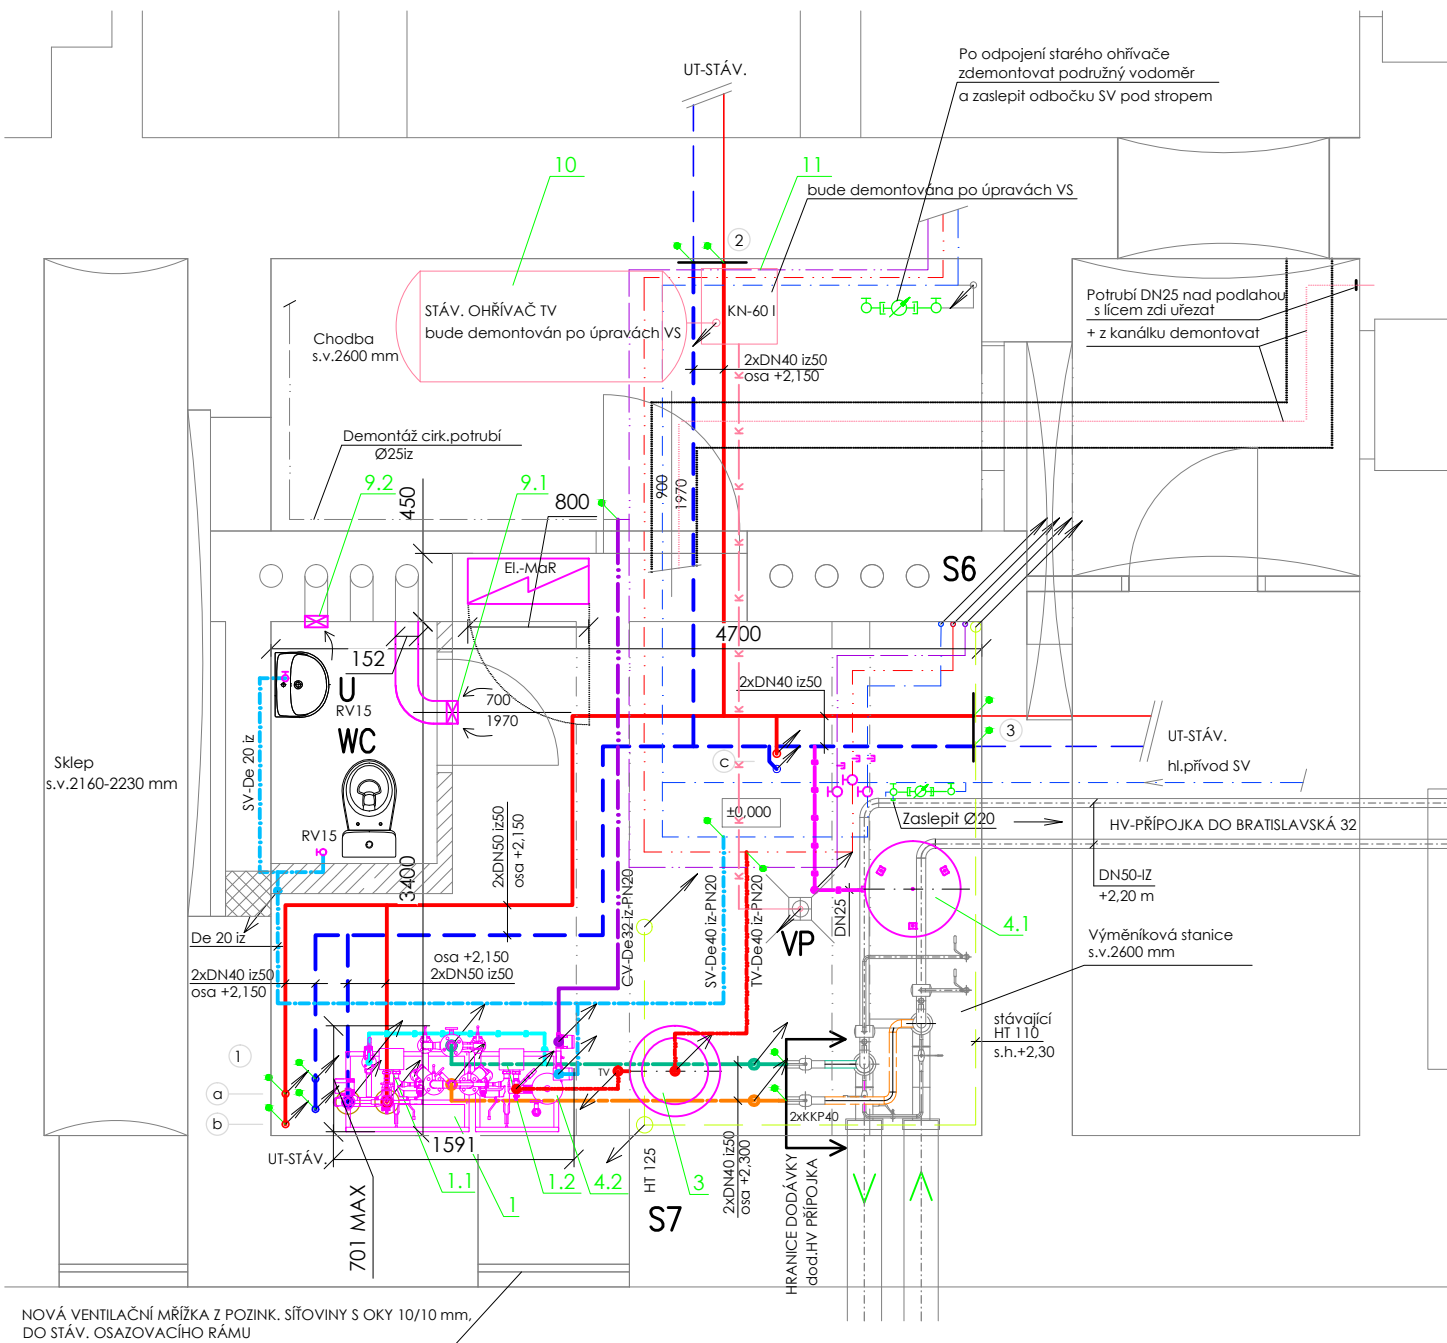 Po odpojení starého ohřívače
zdemontovat podružný vodoměr
a zaslepit odbočku SV pod stropem
UT-STÁV.
10
11
bude demontována po úpravách VS
2
STÁV. OHŘÍVAČ TV
bude demontován po úpravách VS
KN-60 l
Chodba
s.v.2600 mm
Potrubí DN25 nad podlahou
s lícem zdi uřezat
+ z kanálku demontovat
2xDN40 iz50
osa +2,150
K
Demontáž cirk.potrubí
Ø25iz
9.2
450
9.1
800
900
1970
K
K
K
El.-MaR
S6
K
4700
152
U
RV15
700
1970
2xDN40 iz50
WC
3
UT-STÁV.
hl.přívod SV
Sklep
s.v.2160-2230 mm
SV-De 20 iz
K
C
K
±0,000
Zaslepit Ø20
HV-PŘÍPOJKA DO BRATISLAVSKÁ 32
RV15
2xDN50 iz50
osa +2,150
3400
K
K
DN50-IZ
+2,20 m
CV-De32 iz-PN20
SV-De40 iz-PN20
TV-De40 iz-PN20
DN25
4.1
VP
De 20 iz
Výměníková stanice
s.v.2600 mm
osa +2,150
2xDN50 iz50
2xDN40 iz50
osa +2,150
stávající
HT 110
s.h.+2,30
1
a
b
TV
2xKKP40
UT-STÁV.
1591
701 MAX
1.1
1
1.2
4.2
HT 125
3
S7
2xDN40 iz50
osa +2,300
HRANICE DODÁVKY
dod.HV PŘÍPOJKA
NOVÁ VENTILAČNÍ MŘÍŽKA Z POZINK. SÍŤOVINY S OKY 10/10 mm,
DO STÁV. OSAZOVACÍHO RÁMU